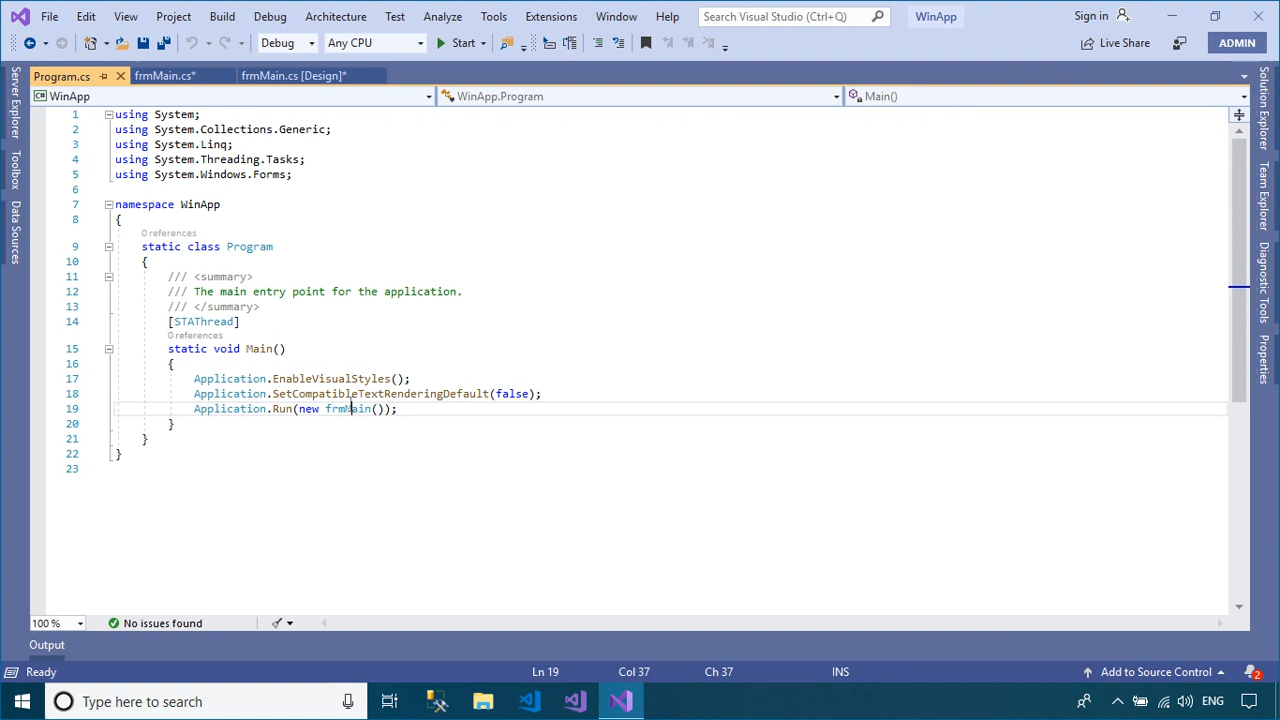 File Edit View Project Build Debug Architecture Test Analyze Tools Extensions Window Help Search Visual Studio (Ctrl+Q) WinApp Sign in
Debug Any CPU Start Live Share ADMIN
Program.cs frmMain.cs* frmMain.cs [Design]*
WinApp WinApp.Program Main()
Server Explorer
Toolbox
Data Sources
1 using System;
2 using System.Collections.Generic;
3 using System.Linq;
4 using System.Threading.Tasks;
5 using System.Windows.Forms;
6
7 namespace WinApp
8 {
0 references
9 static class Program
10 {
11 /// <summary>
12 /// The main entry point for the application.
13 /// </summary>
14 [STAThread]
0 references
15 static void Main()
16 {
17 Application.EnableVisualStyles();
18 Application.SetCompatibleTextRenderingDefault(false);
19 Application.Run(new frmMain());
20 }
21 }
22 }
23
Solution Explorer
Team Explorer
Diagnostic Tools
Properties
100 % No issues found
Output
Ready Ln 19 Col 37 Ch 37 INS Add to Source Control 2
Type here to search ENG